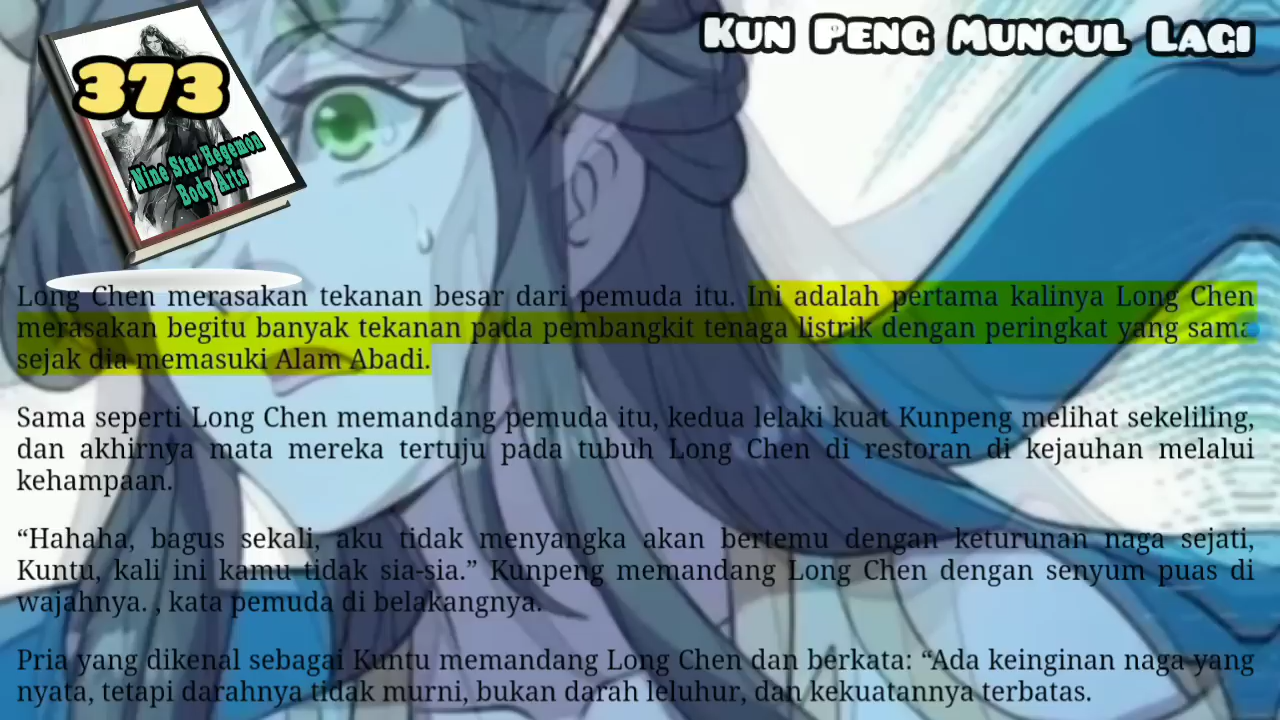 KUN PENG MUNCUL LAGI
373
Nine Star Hegemon
Body Arts
Long Chen merasakan tekanan besar dari pemuda itu. Ini adalah pertama kalinya Long Chen
merasakan begitu banyak tekanan pada pembangkit tenaga listrik dengan peringkat yang sama
sejak dia memasuki Alam Abadi.
Sama seperti Long Chen memandang pemuda itu, kedua lelaki kuat Kunpeng melihat sekeliling,
dan akhirnya mata mereka tertuju pada tubuh Long Chen di restoran di kejauhan melalui
kehampaan.
“Hahaha, bagus sekali, aku tidak menyangka akan bertemu dengan keturunan naga sejati,
Kuntu, kali ini kamu tidak sia-sia.” Kunpeng memandang Long Chen dengan senyum puas di
wajahnya. , kata pemuda di belakangnya.
Pria yang dikenal sebagai Kuntu memandang Long Chen dan berkata: “Ada keinginan naga yang
nyata, tetapi darahnya tidak murni, bukan darah leluhur, dan kekuatannya terbatas.